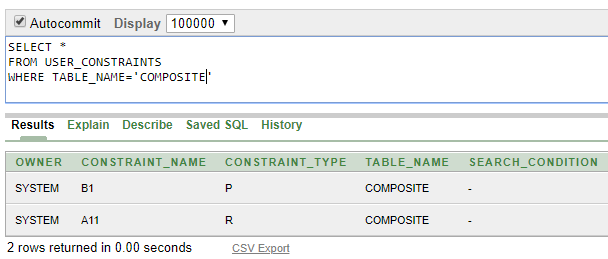 Autocommit Display 100000
SELECT *
FROM USER_CONSTRAINTS
WHERE TABLE_NAME='COMPOSITE'
Results Explain Describe Saved SQL History
OWNER CONSTRAINT_NAME CONSTRAINT_TYPE TABLE_NAME SEARCH_CONDITION
SYSTEM B1 P COMPOSITE -
SYSTEM A11 R COMPOSITE -
2 rows returned in 0.00 seconds CSV Export